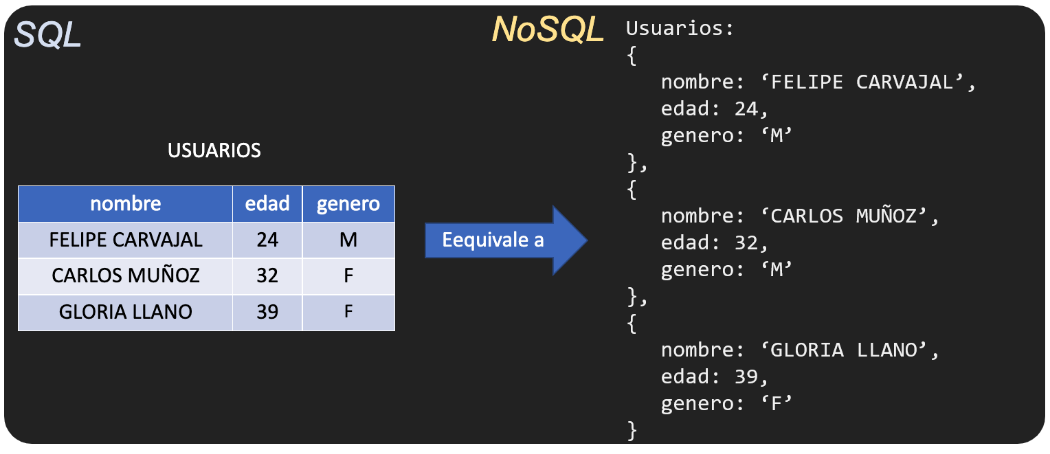 SQL
USUARIOS
nombre edad genero
FELIPE CARVAJAL 24 M
CARLOS MUÑOZ 32 F
GLORIA LLANO 39 F
Eequivale a
NoSQL
Usuarios:
{
nombre: ‘FELIPE CARVAJAL’,
edad: 24,
genero: ‘M’
},
{
nombre: ‘CARLOS MUÑOZ’,
edad: 32,
genero: ‘M’
},
{
nombre: ‘GLORIA LLANO’,
edad: 39,
genero: ‘F’
}